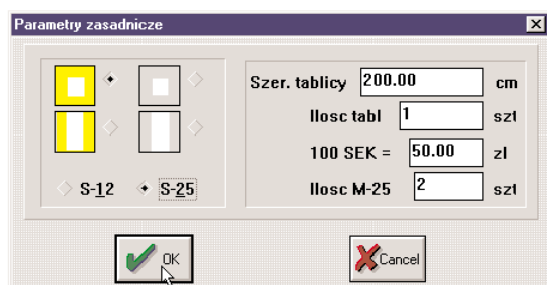 Parametry zasadnicze
Szer. tablicy 200.00 cm
Ilosc tabl 1 szt
100 SEK = 50.00 zl
Ilosc M-25 2 szt
S-12 S-25
OK Cancel